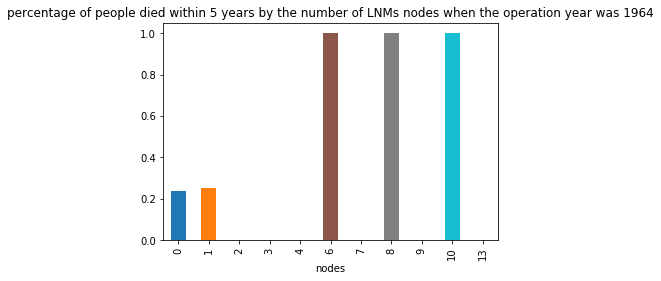 percentage of people died within 5 years by the number of LNMs nodes when the operation year was 1964
1.0
0.8
0.6
0.4
0.2
0.0
0 1 2 3 4 6 7 8 9 10 13
nodes